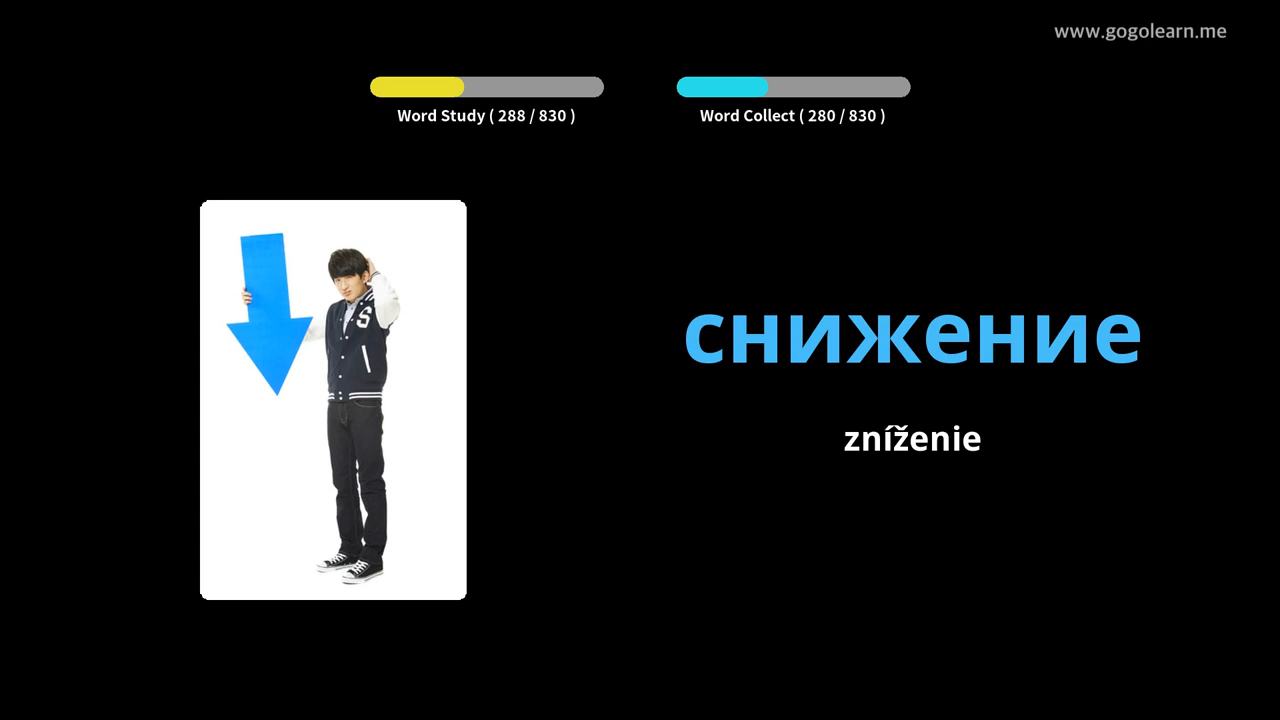 www.gogolearn.me
Word Study ( 288 / 830 )
Word Collect ( 280 / 830 )
S
снижение
zníženie